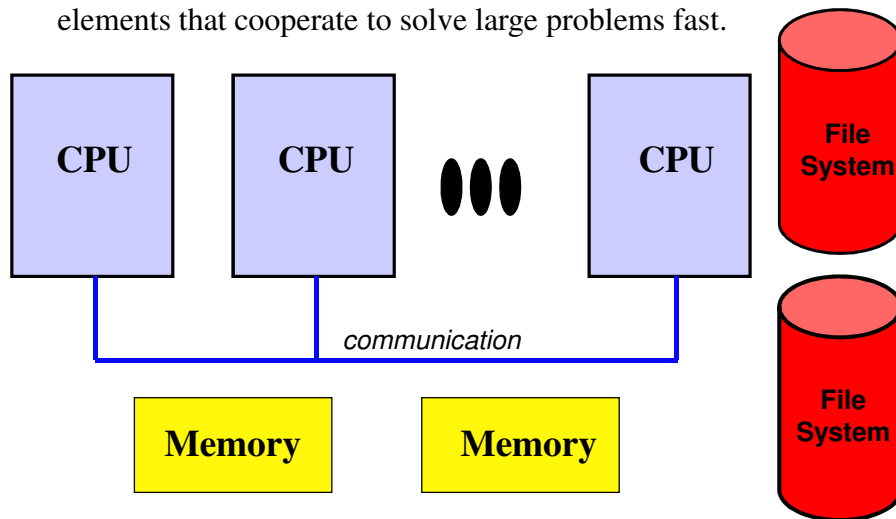 elements that cooperate to solve large problems fast.
CPU
CPU
CPU
File
System
communication
Memory
Memory
File
System